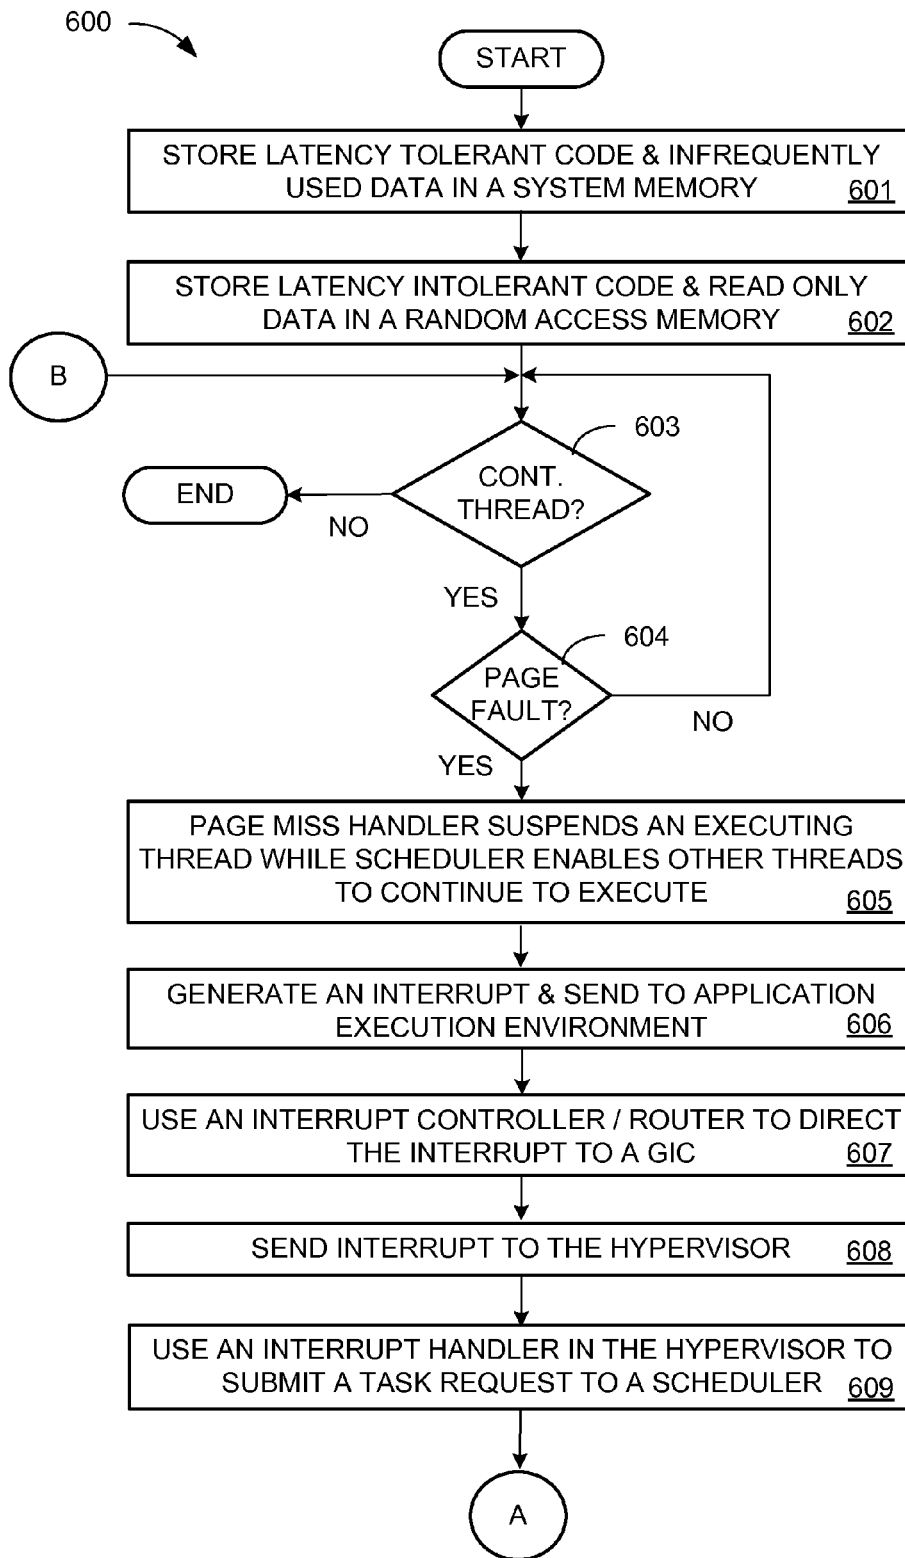 600
START
STORE LATENCY TOLERANT CODE & INFREQUENTLY
USED DATA IN A SYSTEM MEMORY
601
STORE LATENCY INTOLERANT CODE & READ ONLY
DATA IN A RANDOM ACCESS MEMORY
602
B
603
CONT.
THREAD?
END
NO
YES
604
PAGE
FAULT?
NO
YES
PAGE MISS HANDLER SUSPENDS AN EXECUTING
THREAD WHILE SCHEDULER ENABLES OTHER THREADS
TO CONTINUE TO EXECUTE
605
GENERATE AN INTERRUPT & SEND TO APPLICATION
EXECUTION ENVIRONMENT
606
USE AN INTERRUPT CONTROLLER / ROUTER TO DIRECT
THE INTERRUPT TO A GIC
607
SEND INTERRUPT TO THE HYPERVISOR
608
USE AN INTERRUPT HANDLER IN THE HYPERVISOR TO
SUBMIT A TASK REQUEST TO A SCHEDULER
609
A